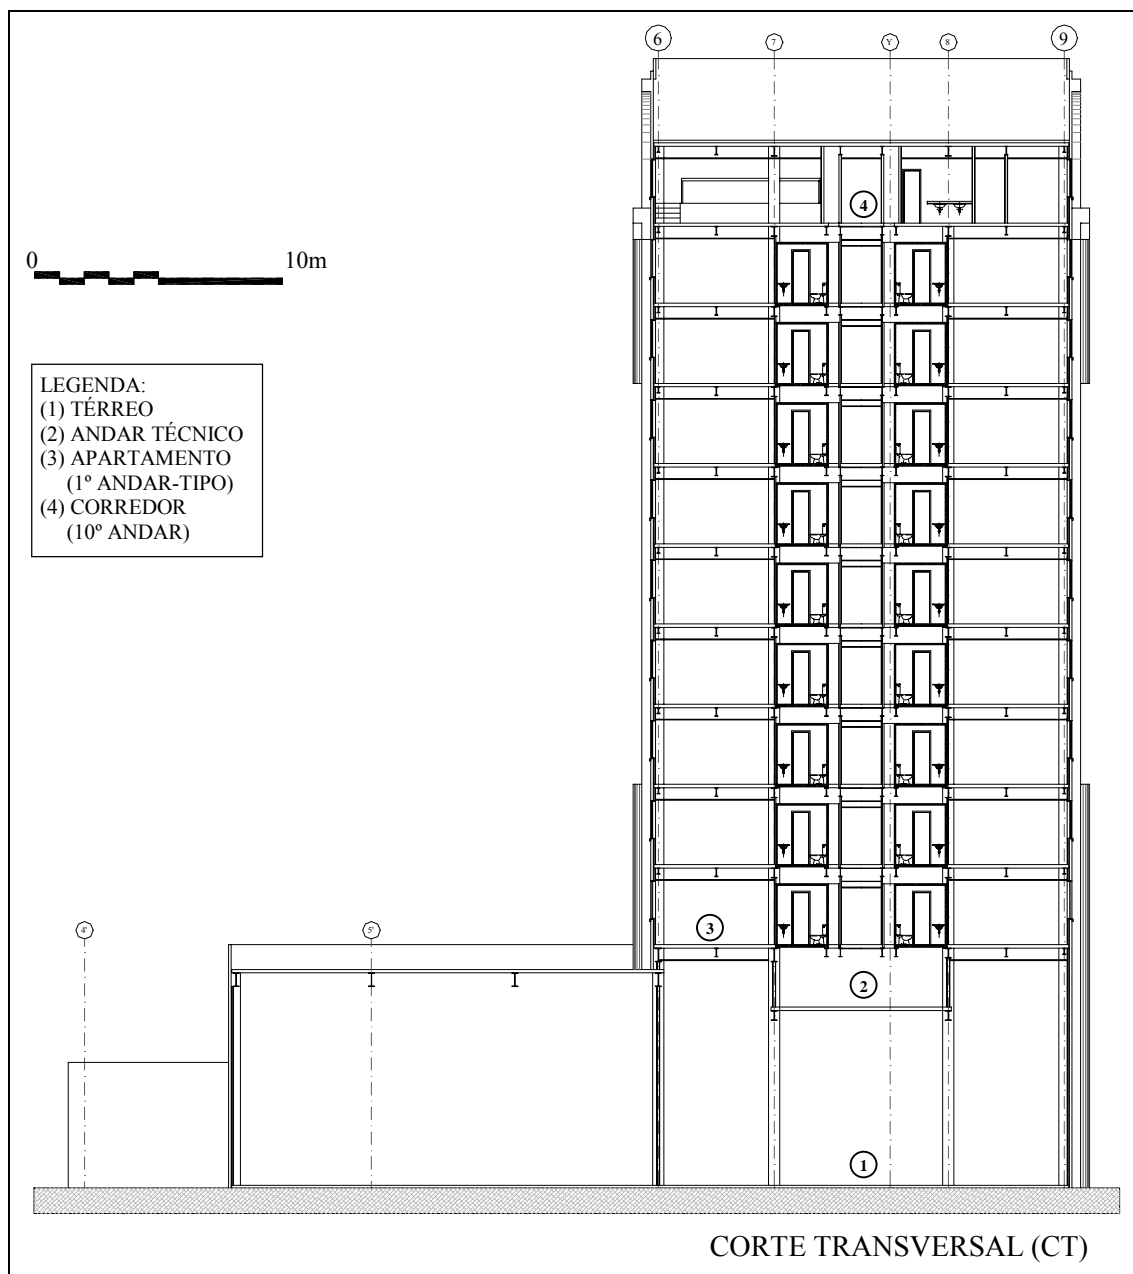 6 7 Y 8 9
4
0 10m
LEGENDA:
(1) TÉRREO
(2) ANDAR TÉCNICO
(3) APARTAMENTO
(1º ANDAR-TIPO)
(4) CORREDOR
(10º ANDAR)
4' 5' 3
2
1
CORTE TRANSVERSAL (CT)